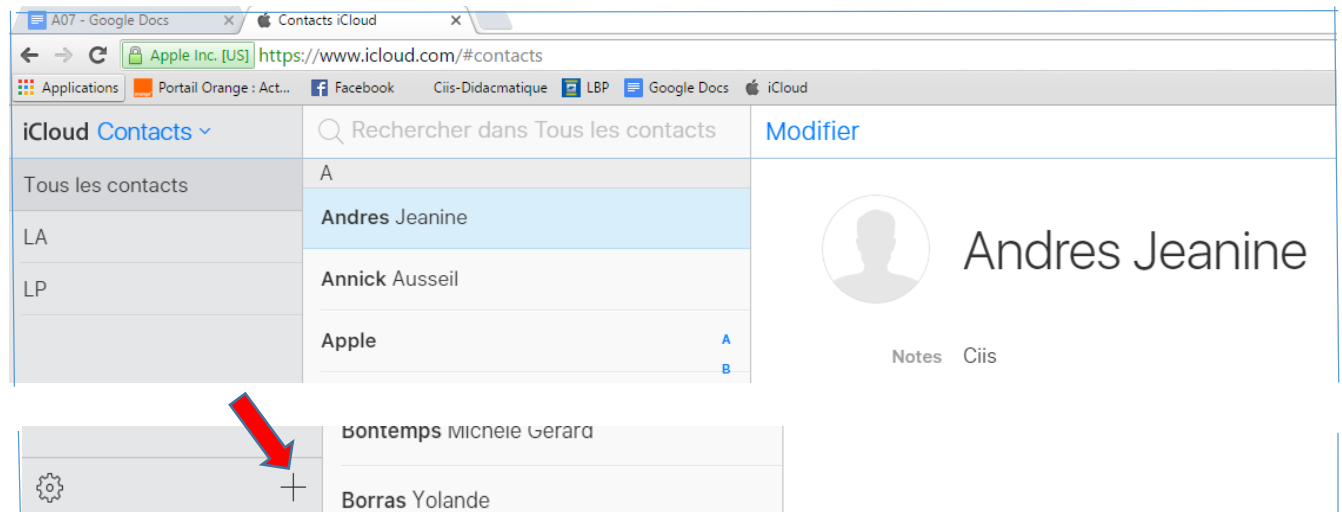 A07 - Google Docs
Contacts iCloud
Apple Inc. [US] https://www.icloud.com/#contacts
Applications Portail Orange : Act... Facebook Ciis-Didacmatique LBP Google Docs iCloud
iCloud Contacts
Rechercher dans Tous les contacts
Modifier
Tous les contacts
LA
LP
A
Andres Jeanine
Annick Ausseil
Apple
A
B
Andres Jeanine
Notes Ciis
Bontemps Michele Gerard
Borras Yolande